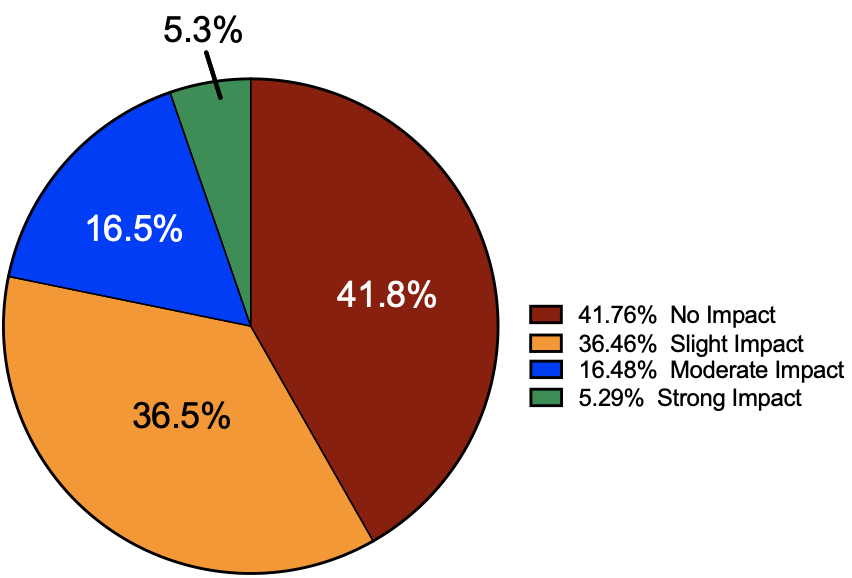 5.3%
16.5%
41.8%
36.5%
41.76% No Impact
36.46% Slight Impact
16.48% Moderate Impact
5.29% Strong Impact